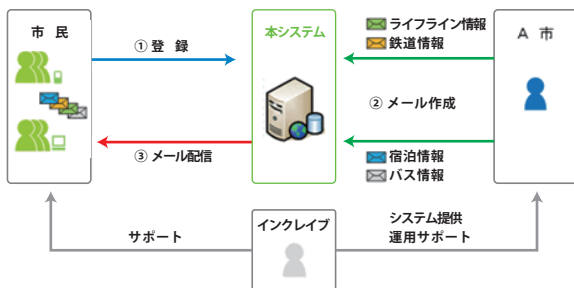 市 民
① 登 録
本システム
ライフライン情報
鉄道情報
A 市
② メール作成
③ メール配信
宿泊情報
バス情報
サポート
インクレイブ
システム提供
運用サポート